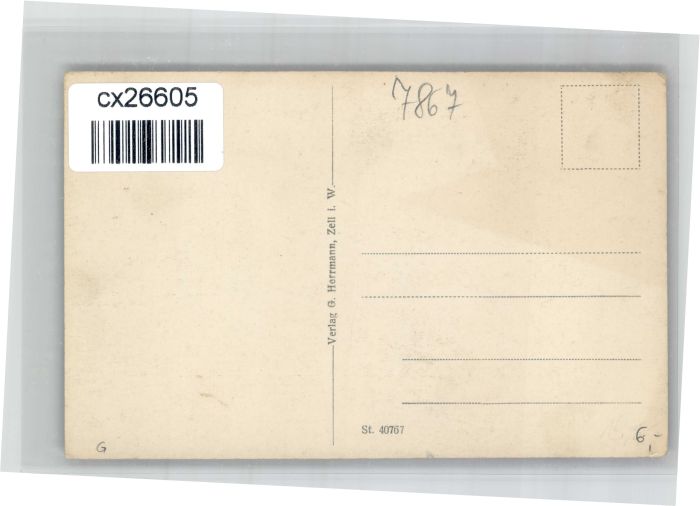 cx26605
7867
Verlag G. Herrmann, Zell i. W.
St. 40767
G
6,-